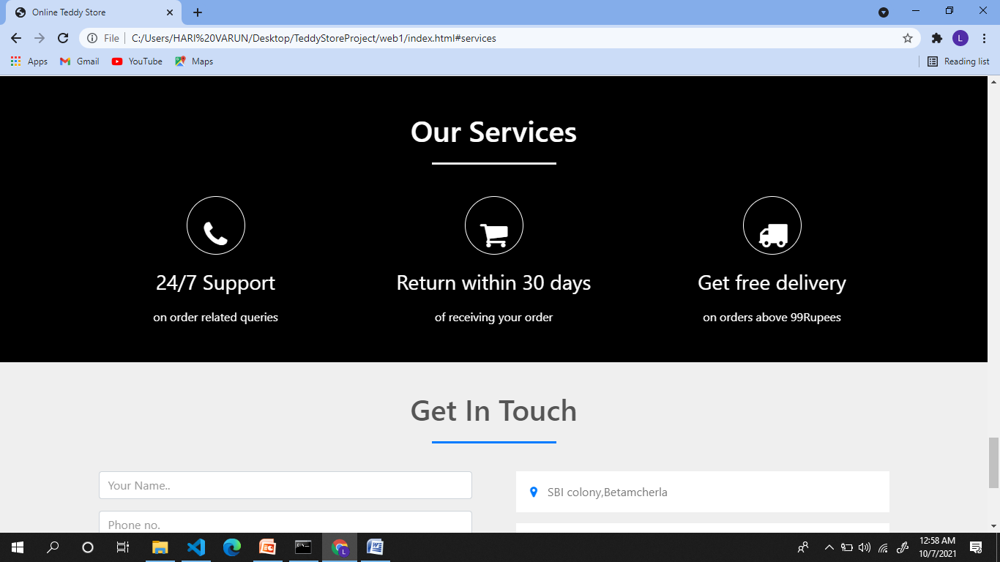 Online Teddy Store
File
C:/Users/HARI%20VARUN/Desktop/TeddyStoreProject/web1/index.html#services
L
Apps
Gmail
YouTube
Maps
Reading list
Our Services
24/7 Support
Return within 30 days
Get free delivery
on order related queries
of receiving your order
on orders above 99Rupees
Get In Touch
Your Name..
SBI colony,Betamcherla
Phone no.
12:58 AM
10/7/2021